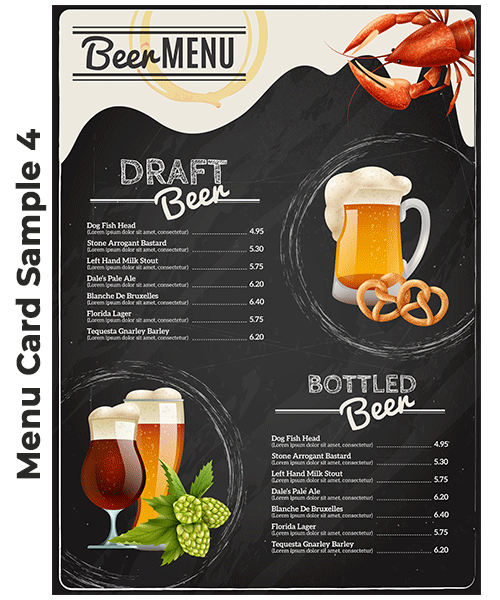 Menu Card Sample 4
Beer MENU
DRAFT
Beer
Dog Fish Head
(Lorem ipsum dolor sit amet, consectetur) 4.95
Stone Arrogant Bastard
(Lorem ipsum dolor sit amet, consectetur) 5.30
Left Hand Milk Stout
(Lorem ipsum dolor sit amet, consectetur) 5.75
Dale's Pale Ale
(Lorem ipsum dolor sit amet, consectetur) 6.20
Blanche De Bruxelles
(Lorem ipsum dolor sit amet, consectetur) 6.40
Florida Lager
(Lorem ipsum dolor sit amet, consectetur) 5.75
Tequesta Gnarley Barley
(Lorem ipsum dolor sit amet, consectetur) 6.20
BOTTLED
Beer
Dog Fish Head
(Lorem ipsum dolor sit amet, consectetur) 4.95
Stone Arrogant Bastard
(Lorem ipsum dolor sit amet, consectetur) 5.30
Left Hand Milk Stout
(Lorem ipsum dolor sit amet, consectetur) 5.75
Dale's Pale Ale
(Lorem ipsum dolor sit amet, consectetur) 6.20
Blanche De Bruxelles
(Lorem ipsum dolor sit amet, consectetur) 6.40
Florida Lager
(Lorem ipsum dolor sit amet, consectetur) 5.75
Tequesta Gnarley Barley
(Lorem ipsum dolor sit amet, consectetur) 6.20